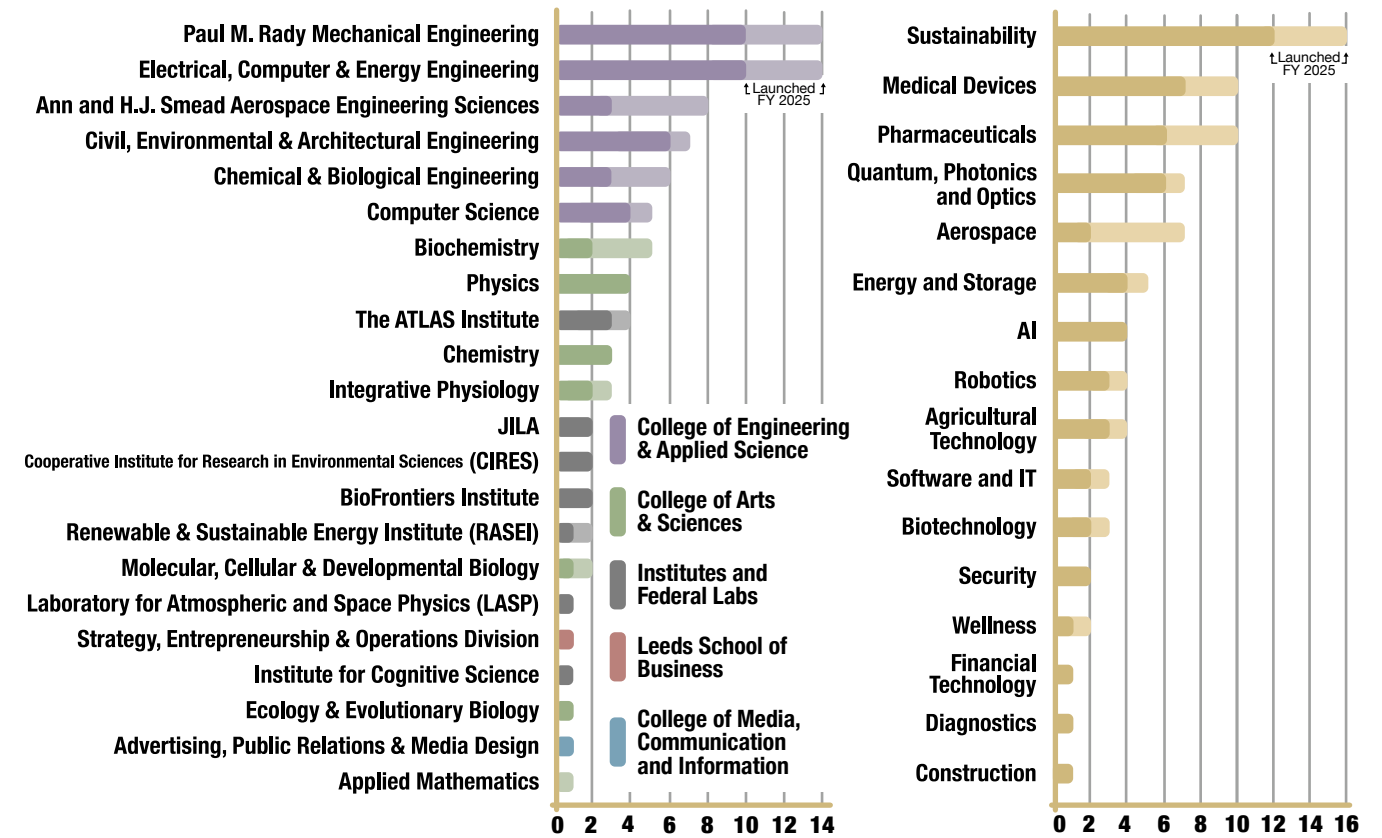 Paul M. Rady Mechanical Engineering
Electrical, Computer & Energy Engineering
Launched
FY 2025
Ann and H.J. Smead Aerospace Engineering Sciences
Civil, Environmental & Architectural Engineering
Chemical & Biological Engineering
Computer Science
Biochemistry
Physics
The ATLAS Institute
Chemistry
Integrative Physiology
JILA
Cooperative Institute for Research in Environmental Sciences (CIRES)
BioFrontiers Institute
Renewable & Sustainable Energy Institute (RASEI)
Molecular, Cellular & Developmental Biology
Laboratory for Atmospheric and Space Physics (LASP)
Strategy, Entrepreneurship & Operations Division
Institute for Cognitive Science
Ecology & Evolutionary Biology
Advertising, Public Relations & Media Design
Applied Mathematics
0 2 4 6 8 10 12 14
College of Engineering
& Applied Science
College of Arts
& Sciences
Institutes and
Federal Labs
Leeds School of
Business
College of Media,
Communication
and Information
Sustainability
Launched
FY 2025
Medical Devices
Pharmaceuticals
Quantum, Photonics
and Optics
Aerospace
Energy and Storage
AI
Robotics
Agricultural
Technology
Software and IT
Biotechnology
Security
Wellness
Financial
Technology
Diagnostics
Construction
0 2 4 6 8 10 12 14 16